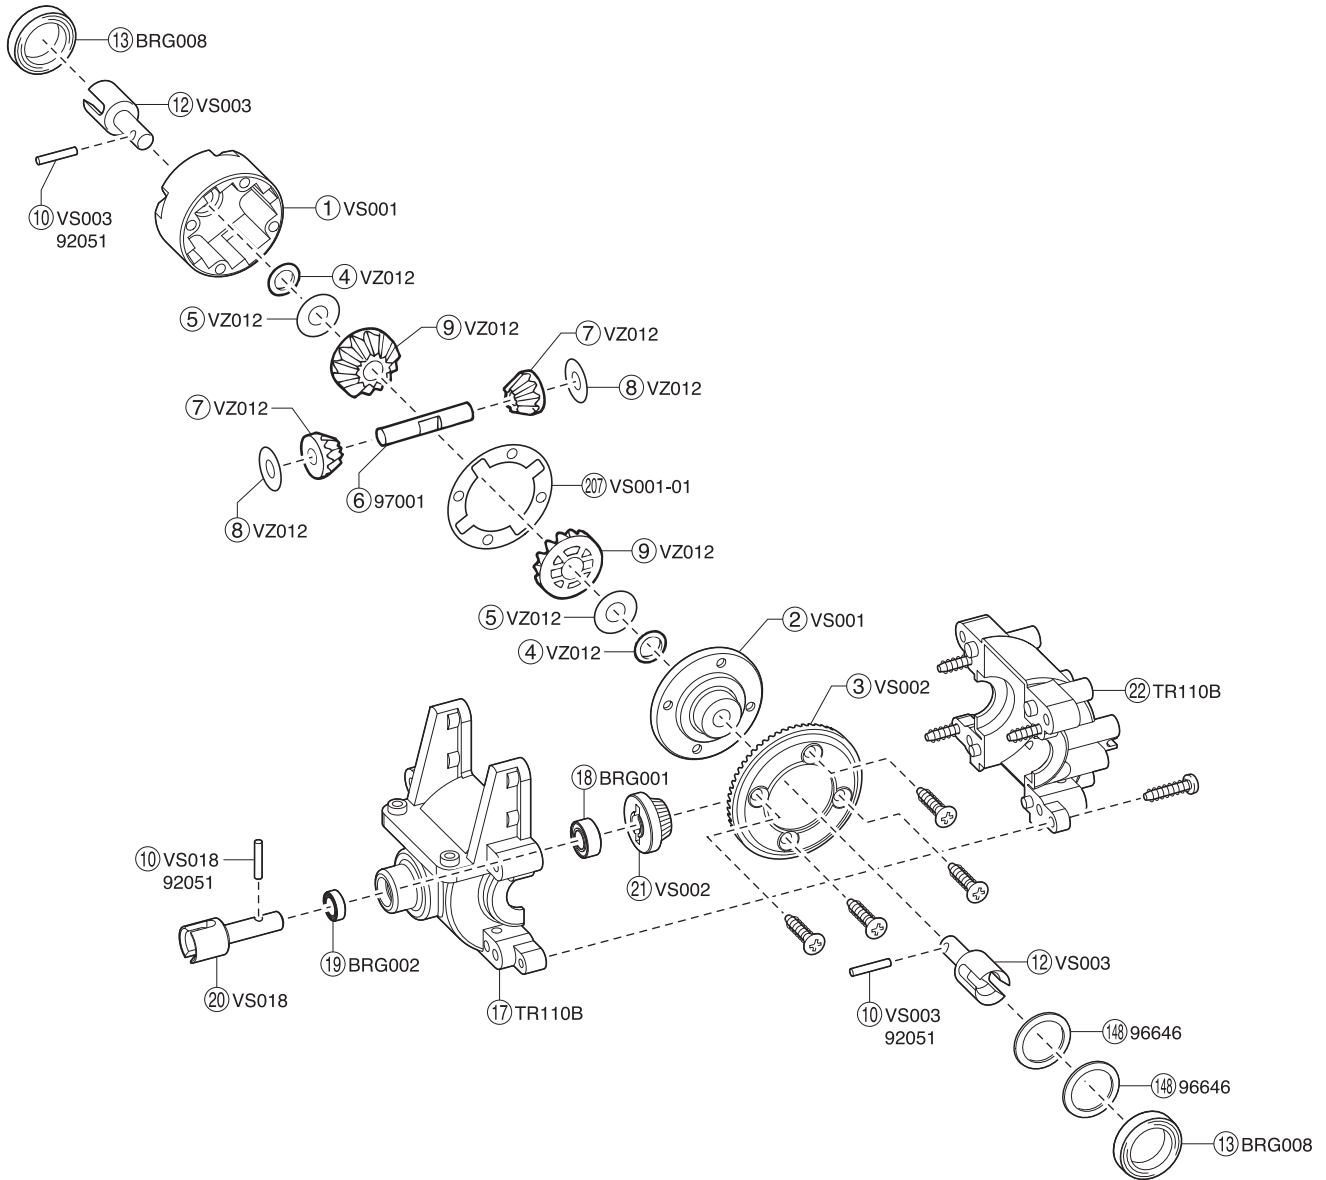 13 BRG008
12 VS003
10 VS003
92051
1 VS001
4 VZ012
5 VZ012
9 VZ012
7 VZ012
8 VZ012
7 VZ012
6 97001
207 VS001-01
8 VZ012
9 VZ012
5 VZ012
4 VZ012
2 VS001
3 VS002
22 TR110B
18 BRG001
10 VS018
92051
21 VS002
19 BRG002
20 VS018
17 TR110B
12 VS003
10 VS003
92051
148 96646
148 96646
13 BRG008